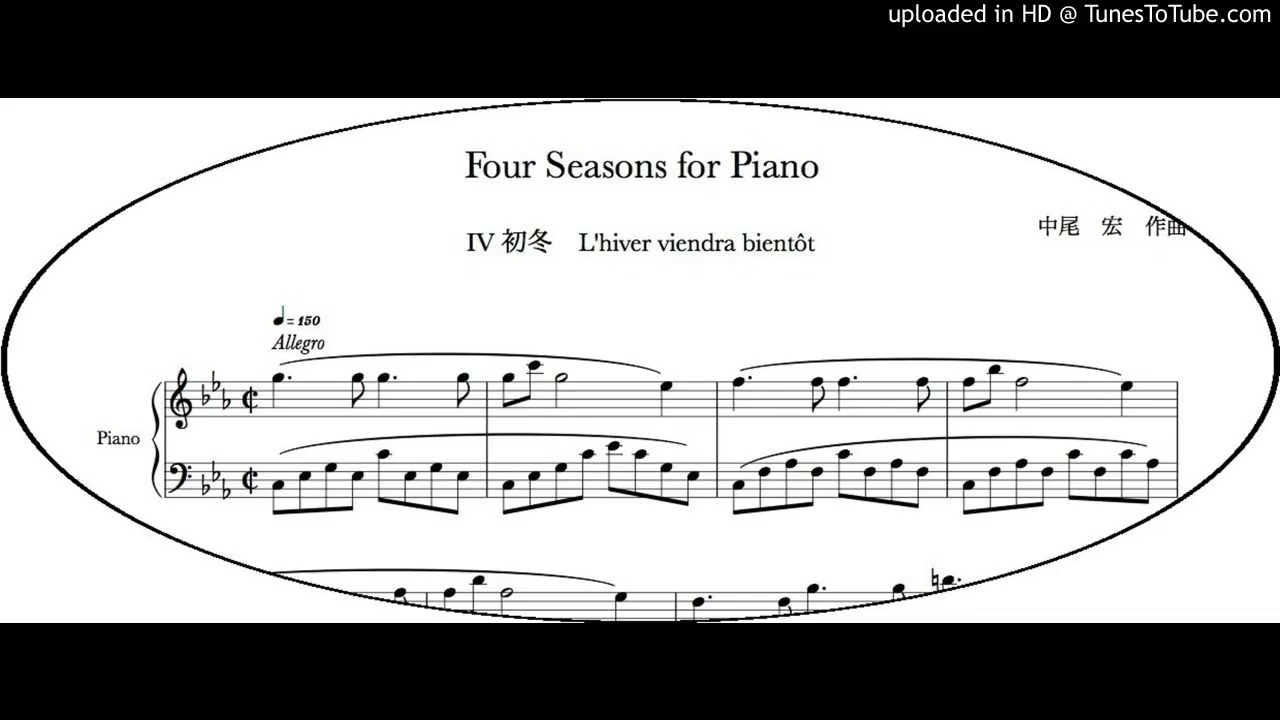 uploaded in HD @ TunesToTube.com
Four Seasons for Piano
中尾 宏 作曲
IV 初冬 L'hiver viendra bientôt
♩ = 150
Allegro
Piano